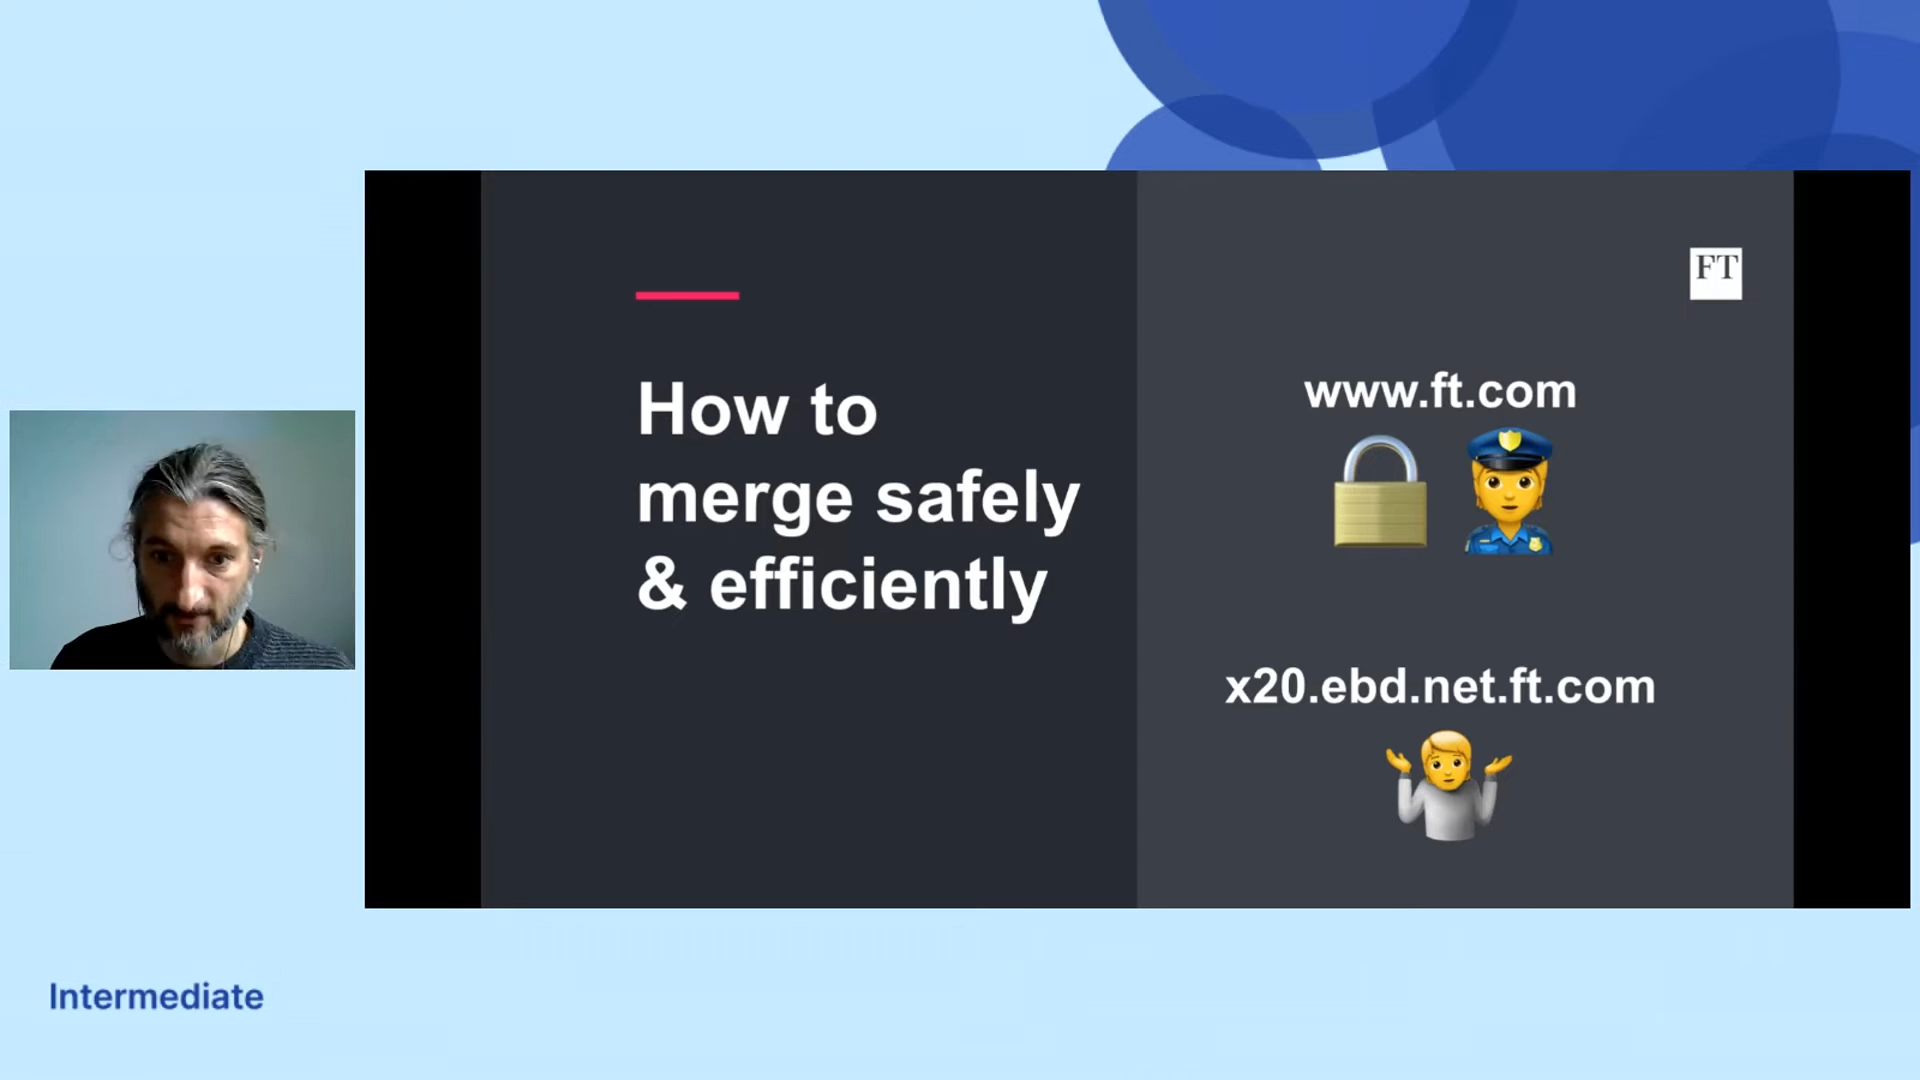 How to
merge safely
& efficiently
FT
www.ft.com
x20.ebd.net.ft.com
Intermediate